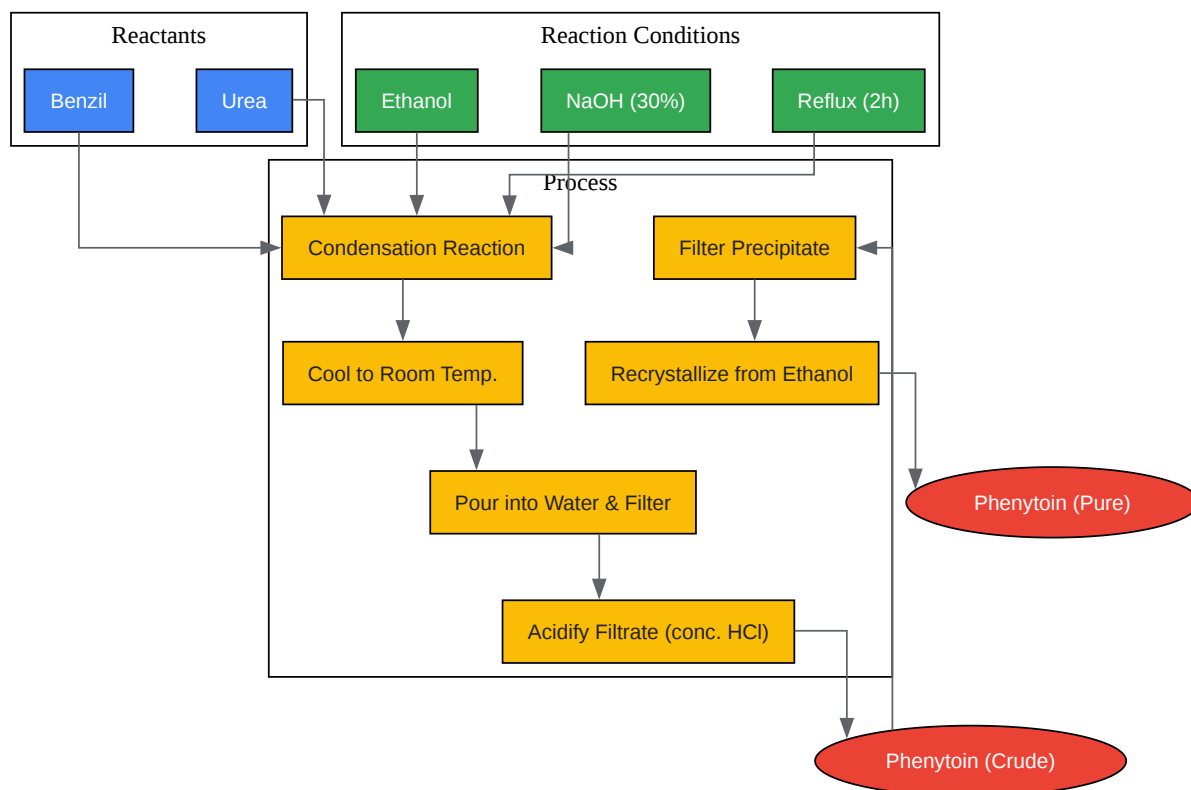 Reactants
Reaction Conditions
Benzil
Urea
Ethanol
NaOH (30%)
Reflux (2h)
Process
Condensation Reaction
Filter Precipitate
Cool to Room Temp.
Recrystallize from Ethanol
Pour into Water & Filter
Phenytoin (Pure)
Acidify Filtrate (conc. HCl)
Phenytoin (Crude)